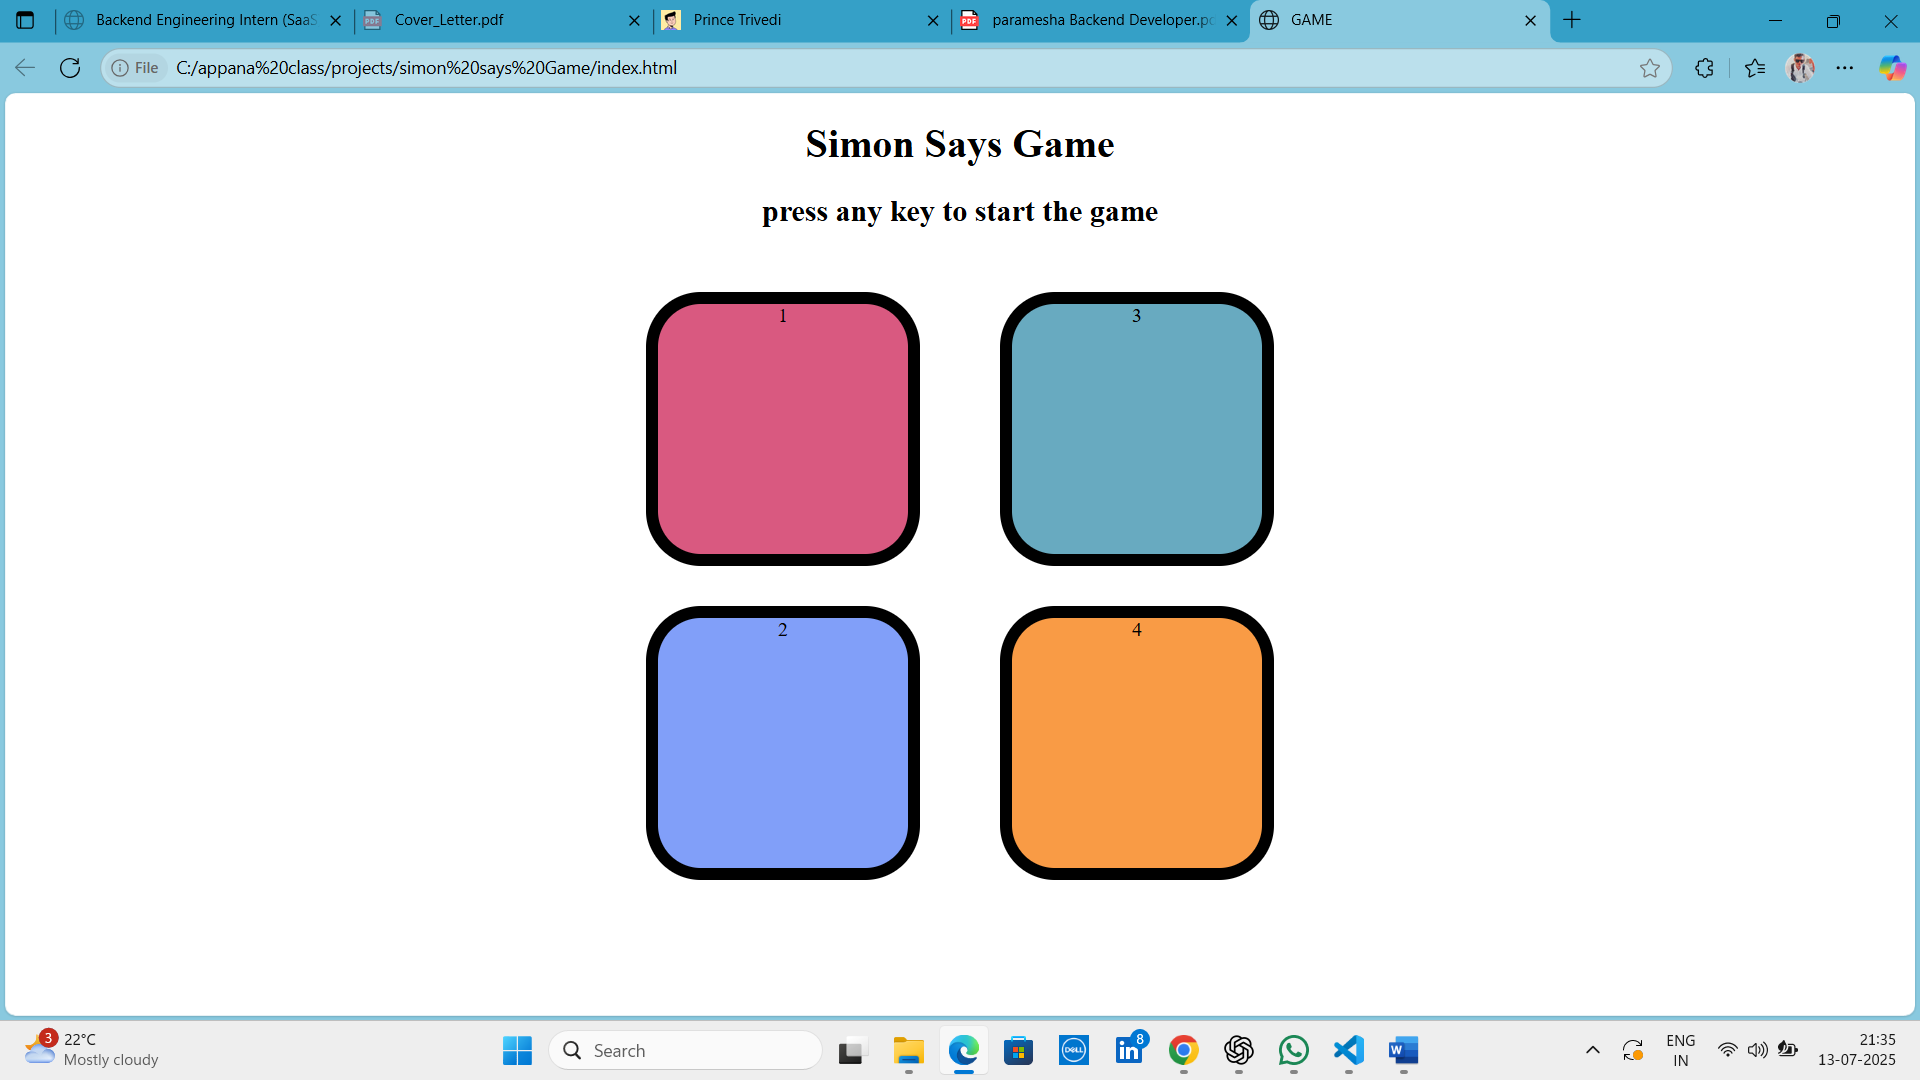 Backend Engineering Intern (SaaS
Cover_Letter.pdf
Prince Trivedi
paramesha Backend Developer.pd
GAME
File
C:/appana%20class/projects/simon%20says%20Game/index.html
Simon Says Game
press any key to start the game
1
3
2
4
3
22°C
Mostly cloudy
Search
DELL
8
ENG
IN
21:35
13-07-2025